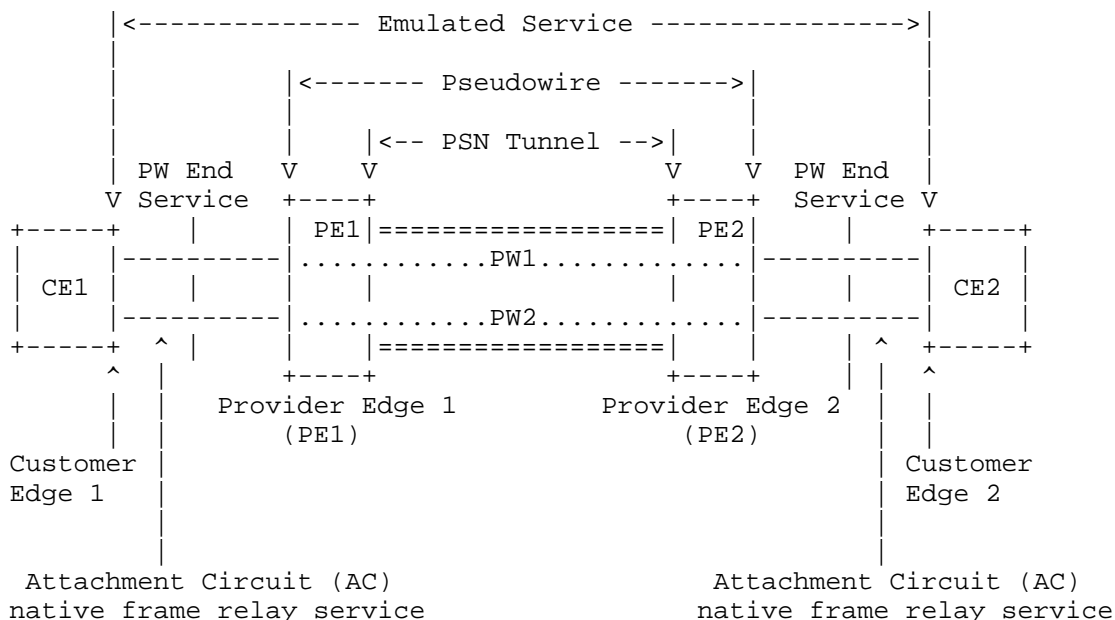 |<-------------- Emulated Service ---------------->|
|<------- Pseudowire ------->|
|<-- PSN Tunnel -->|
PW End V V V V PW End
V Service +----+ +----+ Service V
+-----+ | | PE1|==================| PE2| | +-----+
| |----------|............PW1.............|----------| |
| CE1 | | | | | | | | CE2 |
| |----------|............PW2.............|----------| |
+-----+ ^ | | |==================| | | ^ +-----+
^ | +----+ +----+ | | ^
| | Provider Edge 1 Provider Edge 2 | |
| | (PE1) (PE2) | |
Customer | | Customer
Edge 1 | | Edge 2
Attachment Circuit (AC) Attachment Circuit (AC)
native frame relay service native frame relay service